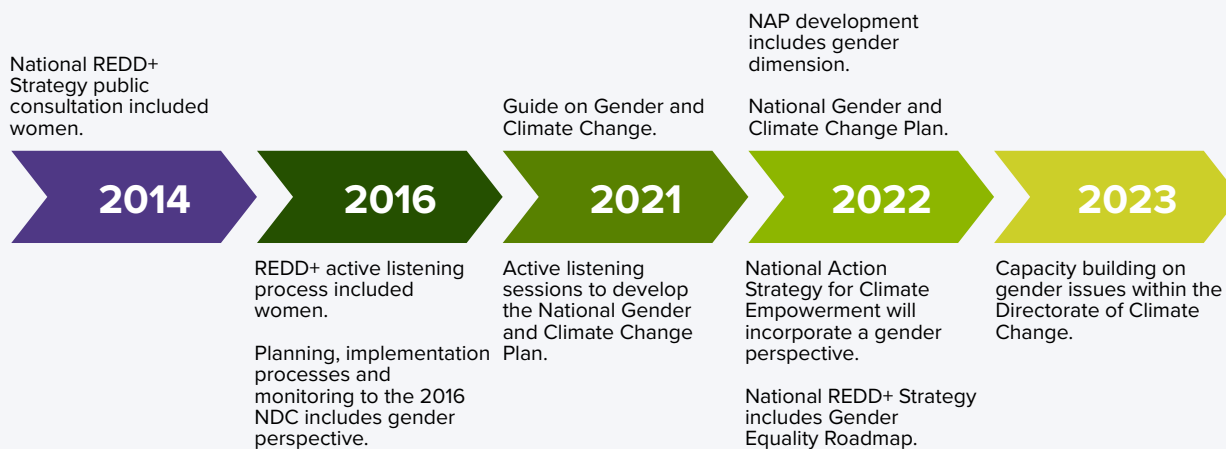 National REDD+
Strategy public
consultation included
women.
2014
2016
REDD+ active listening
process included
women.
Planning, implementation
processes and
monitoring to the 2016
NDC includes gender
perspective.
Guide on Gender and
Climate Change.
2021
Active listening
sessions to develop
the National Gender
and Climate Change
Plan.
NAP development
includes gender
dimension.
National Gender and
Climate Change Plan.
2022
National Action
Strategy for Climate
Empowerment will
incorporate a gender
perspective.
National REDD+ Strategy
includes Gender
Equality Roadmap.
2023
Capacity building on
gender issues within the
Directorate of Climate
Change.